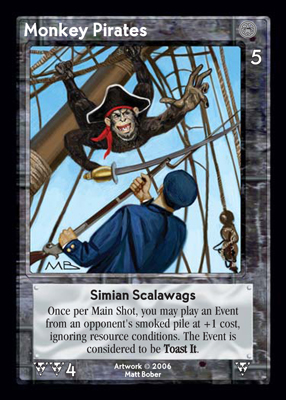 Monkey Pirates
5
MB
Simian Scalawags
Once per Main Shot, you may play an Event
from an opponent's smoked pile at +1 cost,
ignoring resource conditions. The Event is
considered to be Toast It.
4
Artwork © 2006
Matt Bober